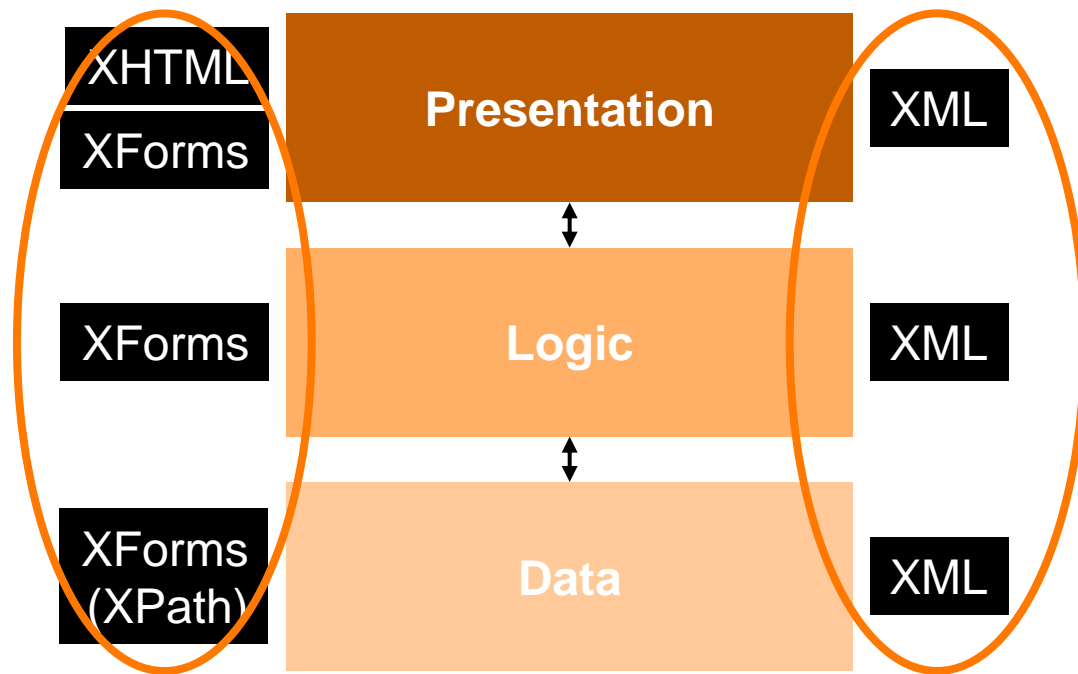 XHTML
XForms
Presentation
XML
XForms
Logic
XML
XForms
(XPath)
Data
XML